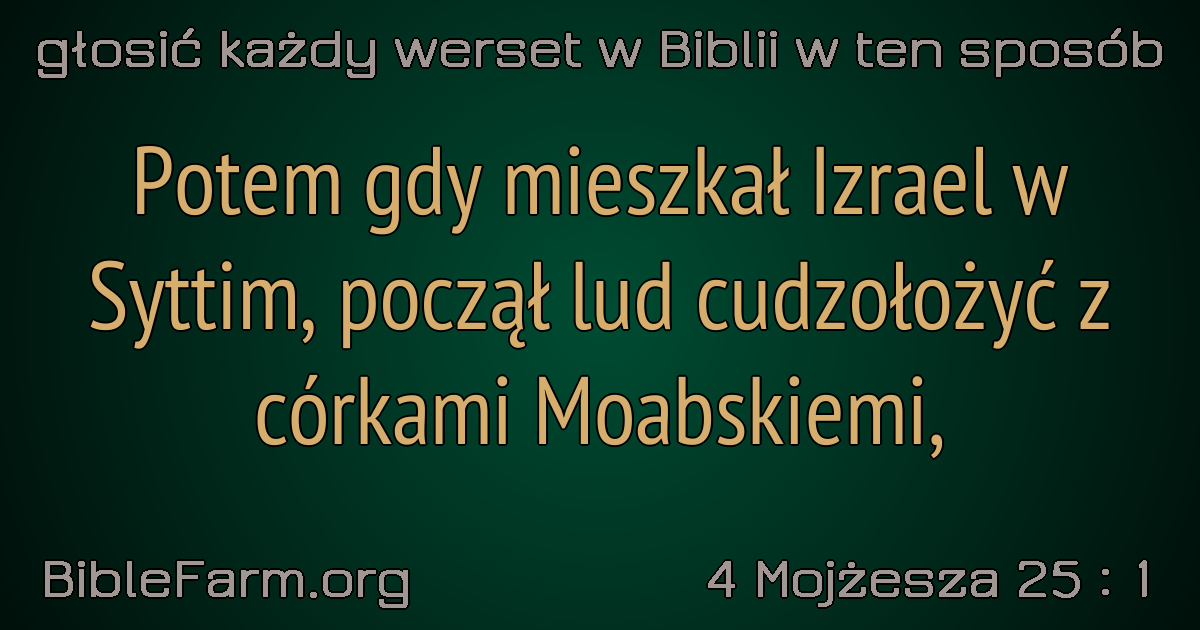 głosić każdy werset w Biblii w ten sposób
Potem gdy mieszkał Izrael w
Syttim, począł lud cudzołożyć z
córkami Moabskiemi,
BibleFarm.org
4 Mojżesza 25 : 1